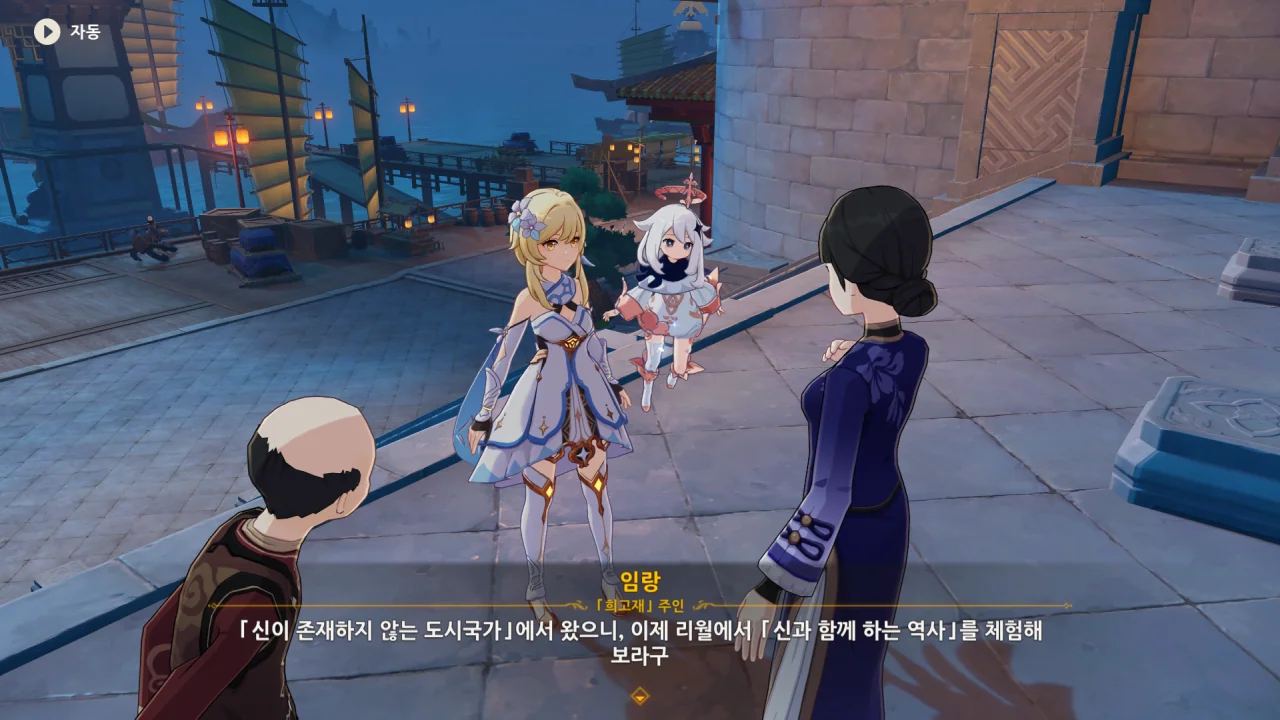 자동
임랑
「희고재」 주인
「신이 존재하지 않는 도시국가」에서 왔으니, 이제 리월에서 「신과 함께 하는 역사」를 체험해
보라구